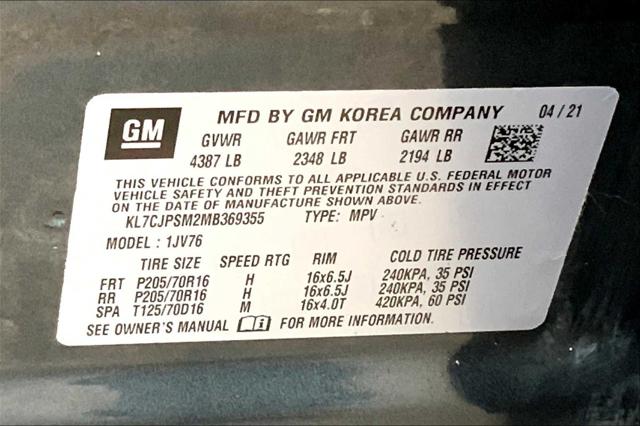 GM
MFD BY GM KOREA COMPANY 04 / 21
GVWR GAWR FRT GAWR RR
4387 LB 2348 LB 2194 LB
THIS VEHICLE CONFORMS TO ALL APPLICABLE U.S. FEDERAL MOTOR
VEHICLE SAFETY AND THEFT PREVENTION STANDARDS IN EFFECT
ON THE DATE OF MANUFACTURE SHOWN ABOVE.
KL7CJPSM2MB369355 TYPE: MPV
MODEL : 1JV76
TIRE SIZE SPEED RTG RIM COLD TIRE PRESSURE
FRT P205/70R16 H 16x6.5J 240KPA, 35 PSI
RR P205/70R16 H 16x6.5J 240KPA, 35 PSI
SPA T125/70D16 M 16x4.0T 420KPA, 60 PSI
SEE OWNER'S MANUAL FOR MORE INFORMATION.